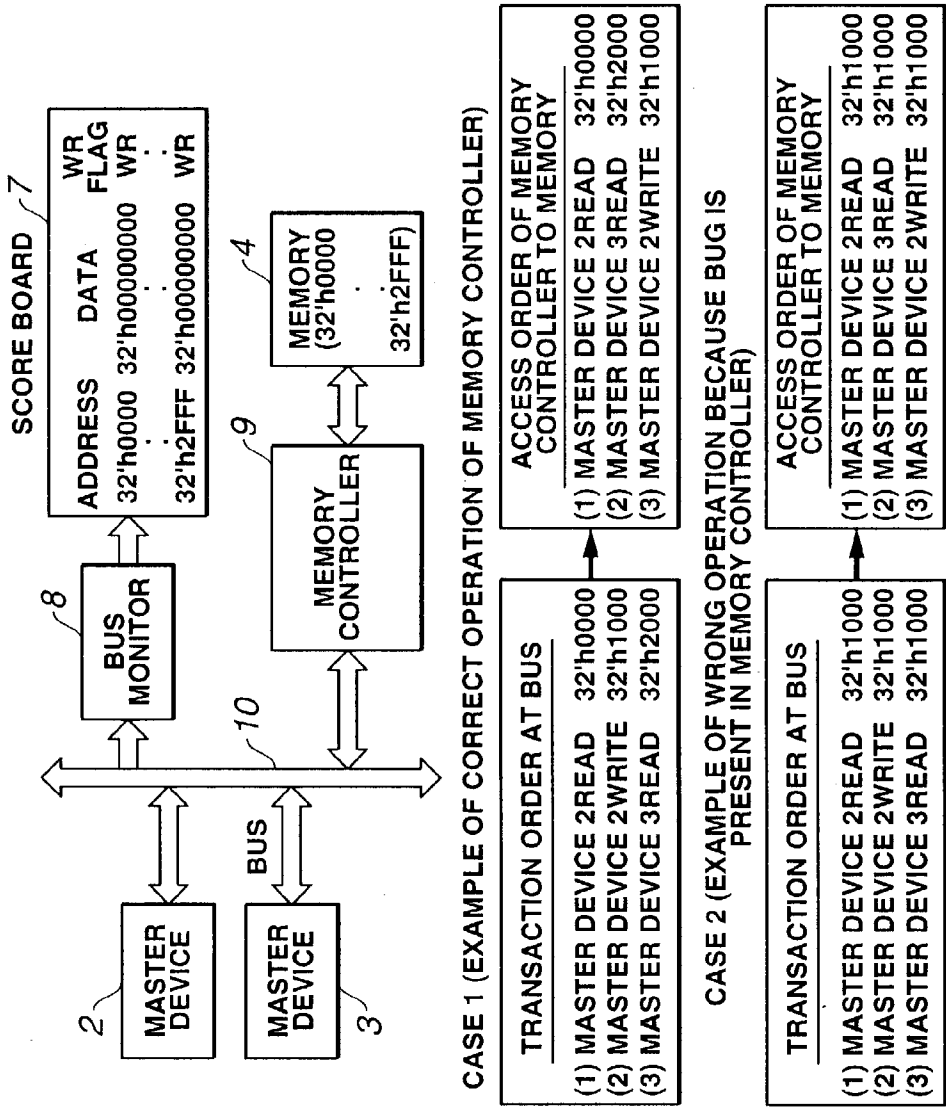 SCORE BOARD 7
ADDRESS DATA WR FLAG
32'h0000 32'h00000000 WR
: : :
32'h2FFF 32'h00000000 WR
8
BUS
MONITOR
10
2
MASTER
DEVICE
BUS
MASTER
DEVICE
3
9
MEMORY
CONTROLLER
4
MEMORY
(32'h0000
:
32'h2FFF)
CASE 1 (EXAMPLE OF CORRECT OPERATION OF MEMORY CONTROLLER)
TRANSACTION ORDER AT BUS
(1) MASTER DEVICE 2READ 32'h0000
(2) MASTER DEVICE 2WRITE 32'h1000
(3) MASTER DEVICE 3READ 32'h2000
ACCESS ORDER OF MEMORY
CONTROLLER TO MEMORY
(1) MASTER DEVICE 2READ 32'h0000
(2) MASTER DEVICE 3READ 32'h2000
(3) MASTER DEVICE 2WRITE 32'h1000
CASE 2 (EXAMPLE OF WRONG OPERATION BECAUSE BUG IS
PRESENT IN MEMORY CONTROLLER)
TRANSACTION ORDER AT BUS
(1) MASTER DEVICE 2READ 32'h1000
(2) MASTER DEVICE 2WRITE 32'h1000
(3) MASTER DEVICE 3READ 32'h1000
ACCESS ORDER OF MEMORY
CONTROLLER TO MEMORY
(1) MASTER DEVICE 2READ 32'h1000
(2) MASTER DEVICE 3READ 32'h1000
(3) MASTER DEVICE 2WRITE 32'h1000